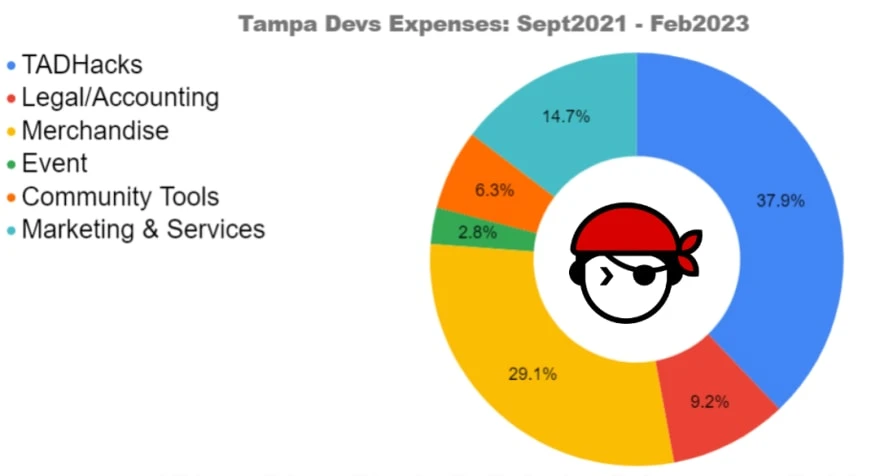 Tampa Devs Expenses: Sept2021 - Feb2023
TADHacks
Legal/Accounting
Merchandise
Event
Community Tools
Marketing & Services
14.7%
37.9%
6.3%
2.8%
29.1%
9.2%